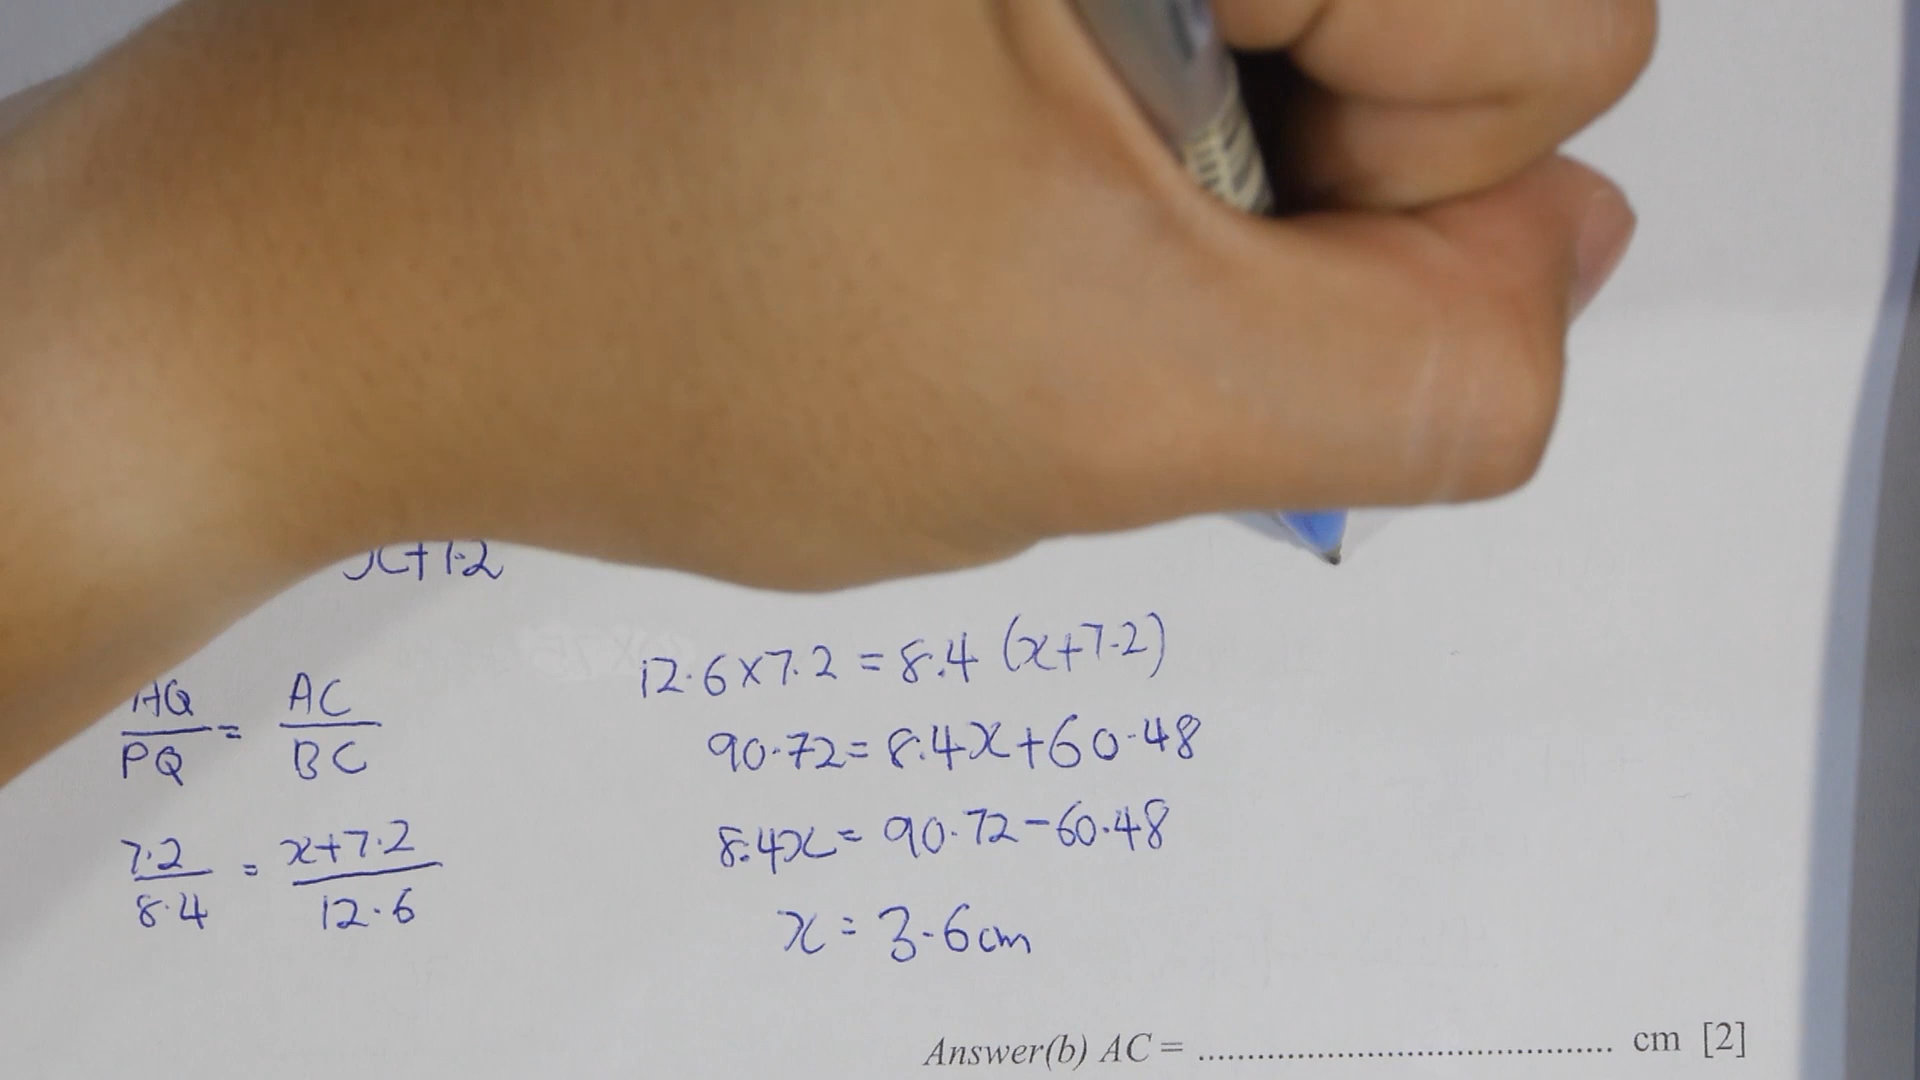 x+7.2
AQ/PQ = AC/BC
7.2/8.4 = x+7.2/12.6
12.6×7.2 = 8.4 (x+7.2)
90.72 = 8.4x+60.48
8.4x = 90.72-60.48
x = 3.6cm
Answer(b) AC = ........................................ cm [2]